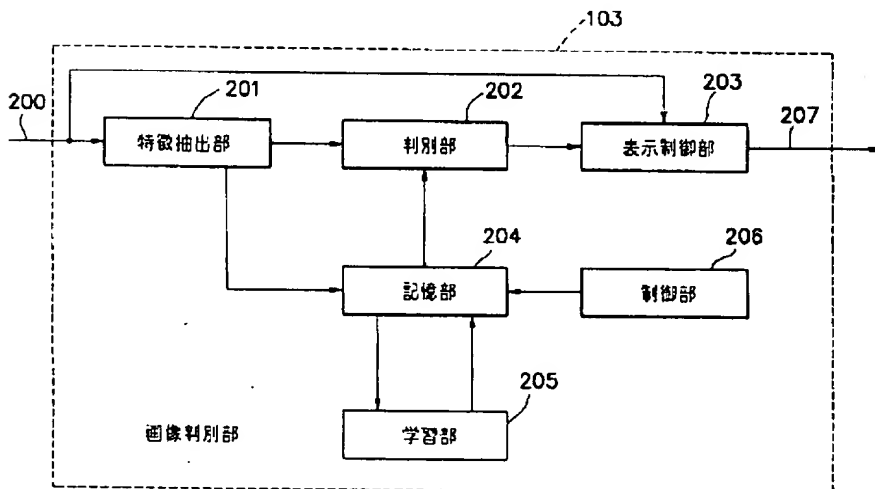 103
200
201
特徴抽出部
202
判別部
203
表示制御部
207
204
記憶部
206
制御部
205
学習部
画像判別部